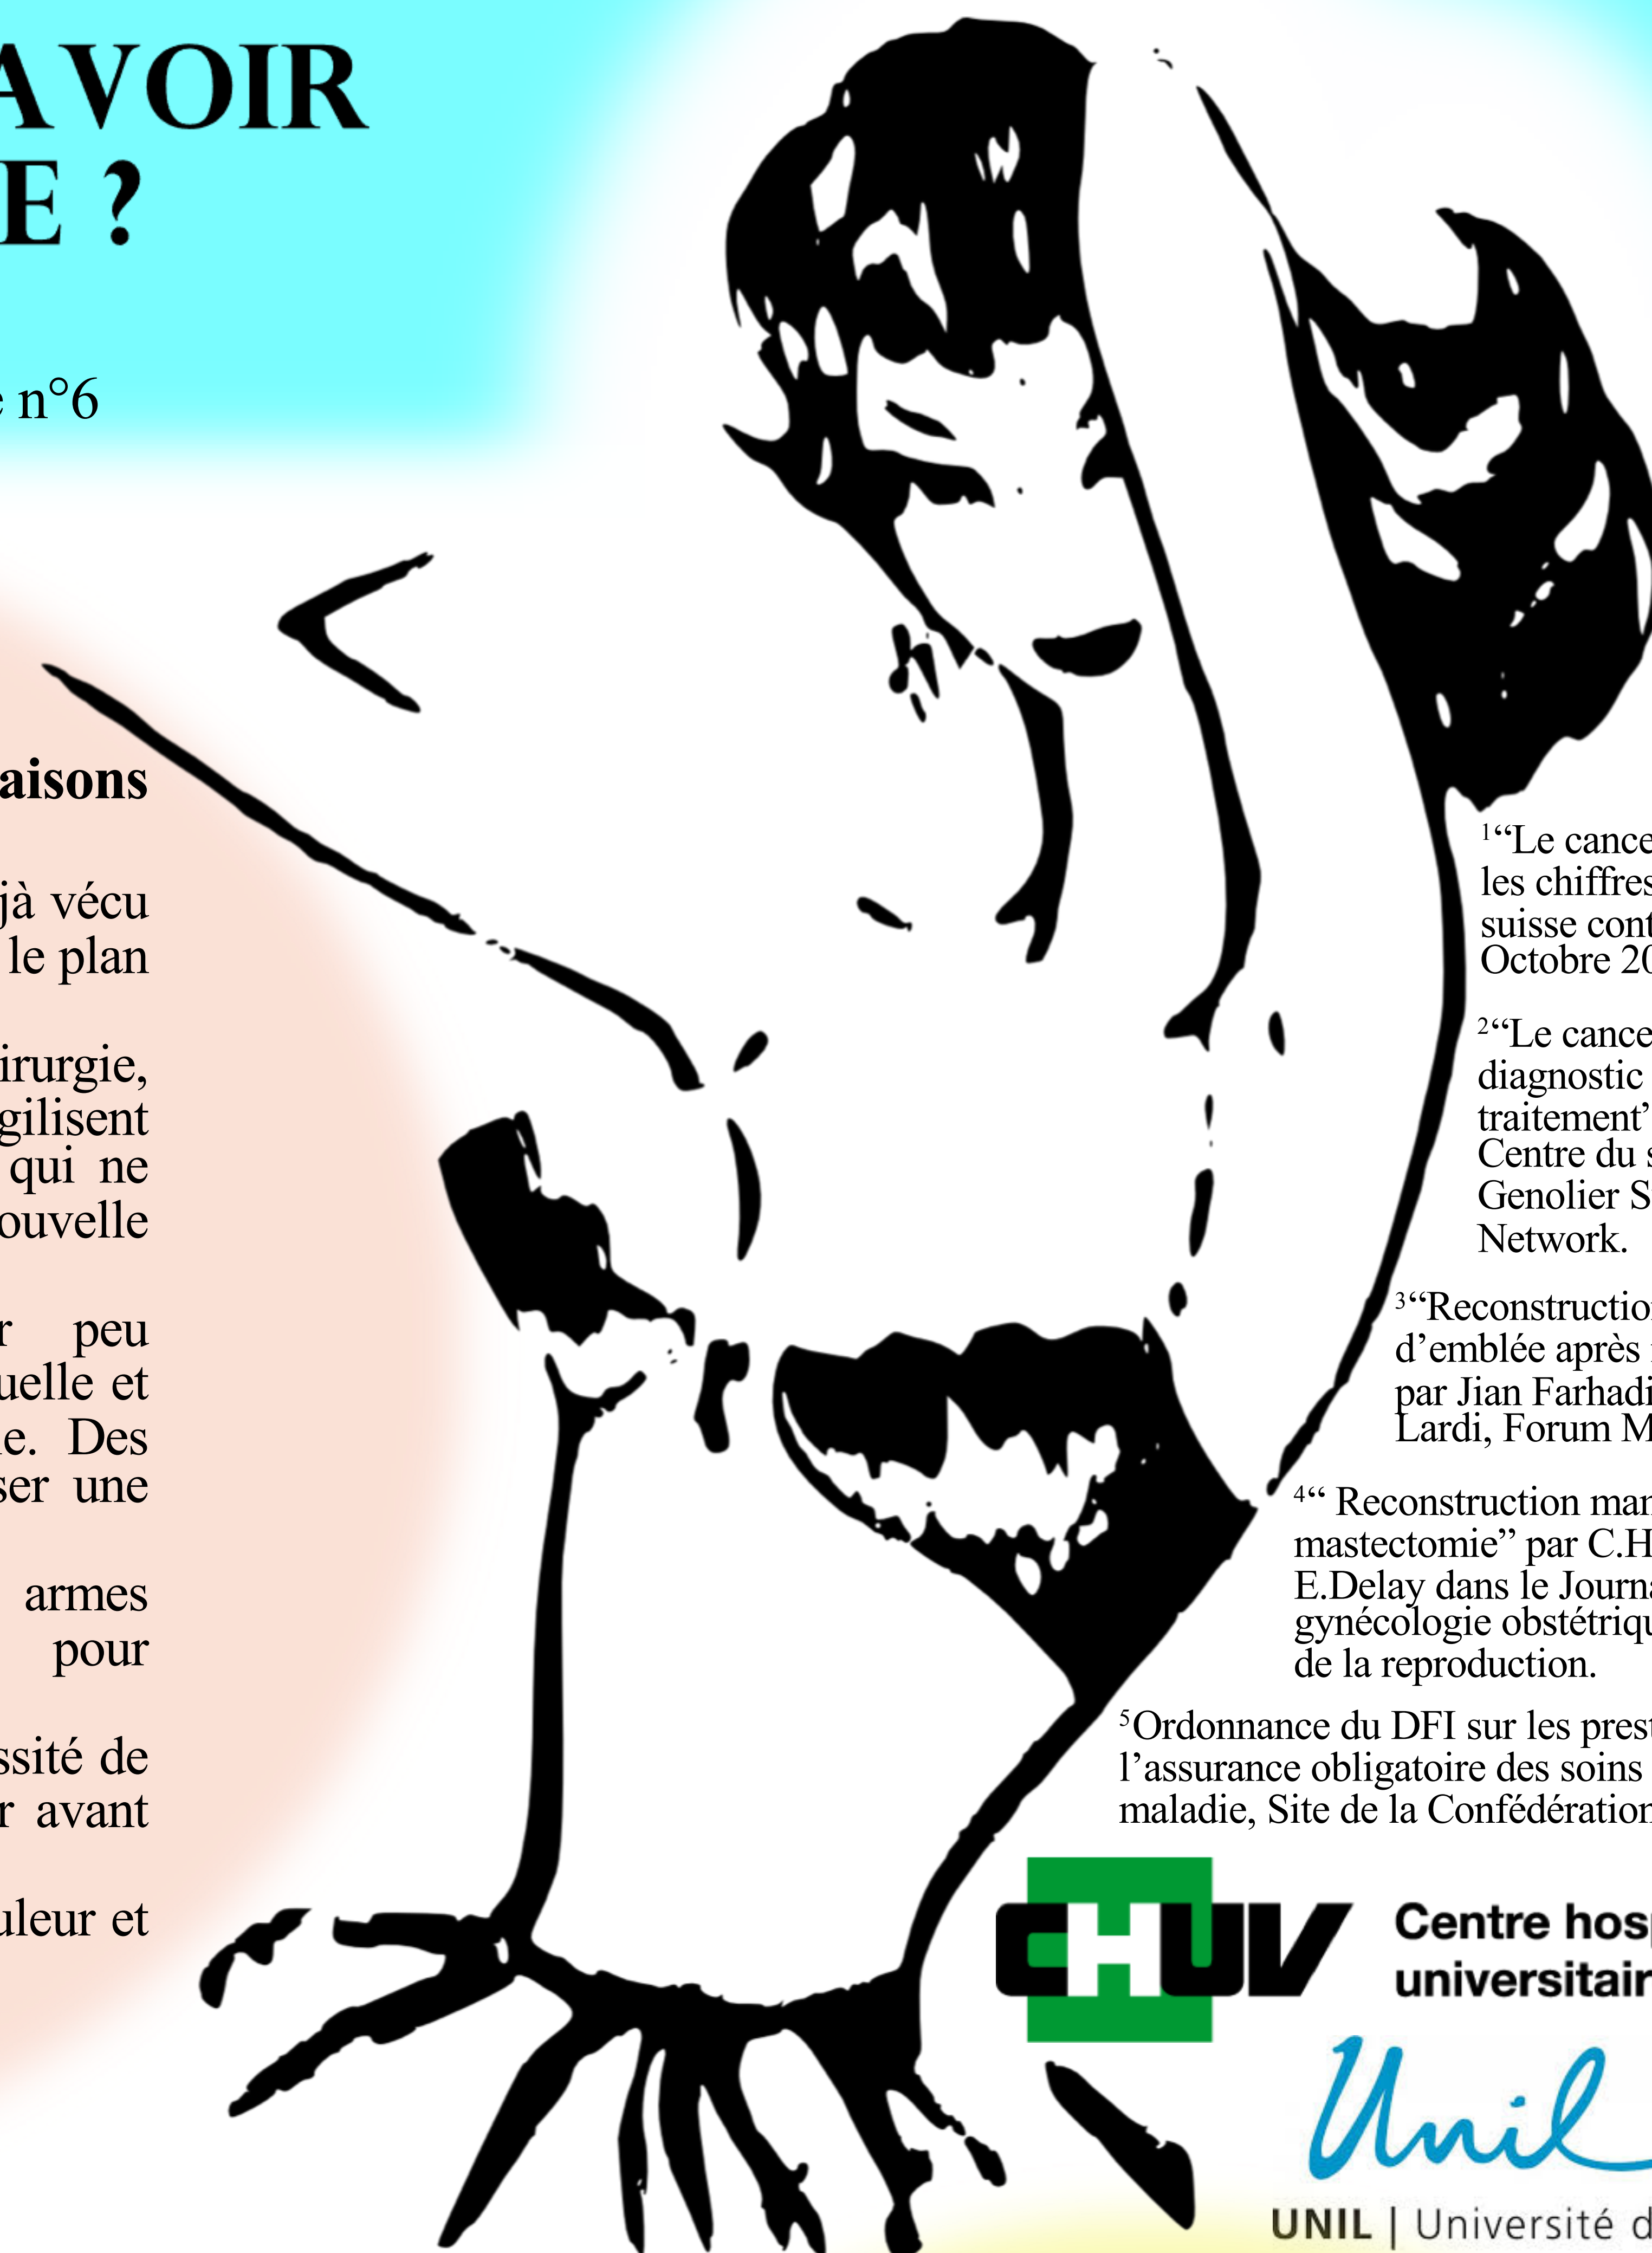 AVOIR
E ?
n°6
aisons
jà vécu
le plan
irurgie,
gilisent
qui ne
ouvelle
r peu
uelle et
ie. Des
ser une
armes
pour
ssité de
r avant
uleur et
¹“Le cance
les chiffres
suisse cont
Octobre 20
²“Le cance
diagnostic
traitement”
Centre du s
Genolier S
Network.
³“Reconstructio
d’emblée après
par Jian Farhadi
Lardi, Forum M
⁴“ Reconstruction mam
mastectomie” par C.H
E.Delay dans le Journa
gynécologie obstétriqu
de la reproduction.
⁵Ordonnance du DFI sur les prest
l’assurance obligatoire des soins
maladie, Site de la Confédération
CHUV
Centre hosp
universitair
Unil
UNIL | Université d